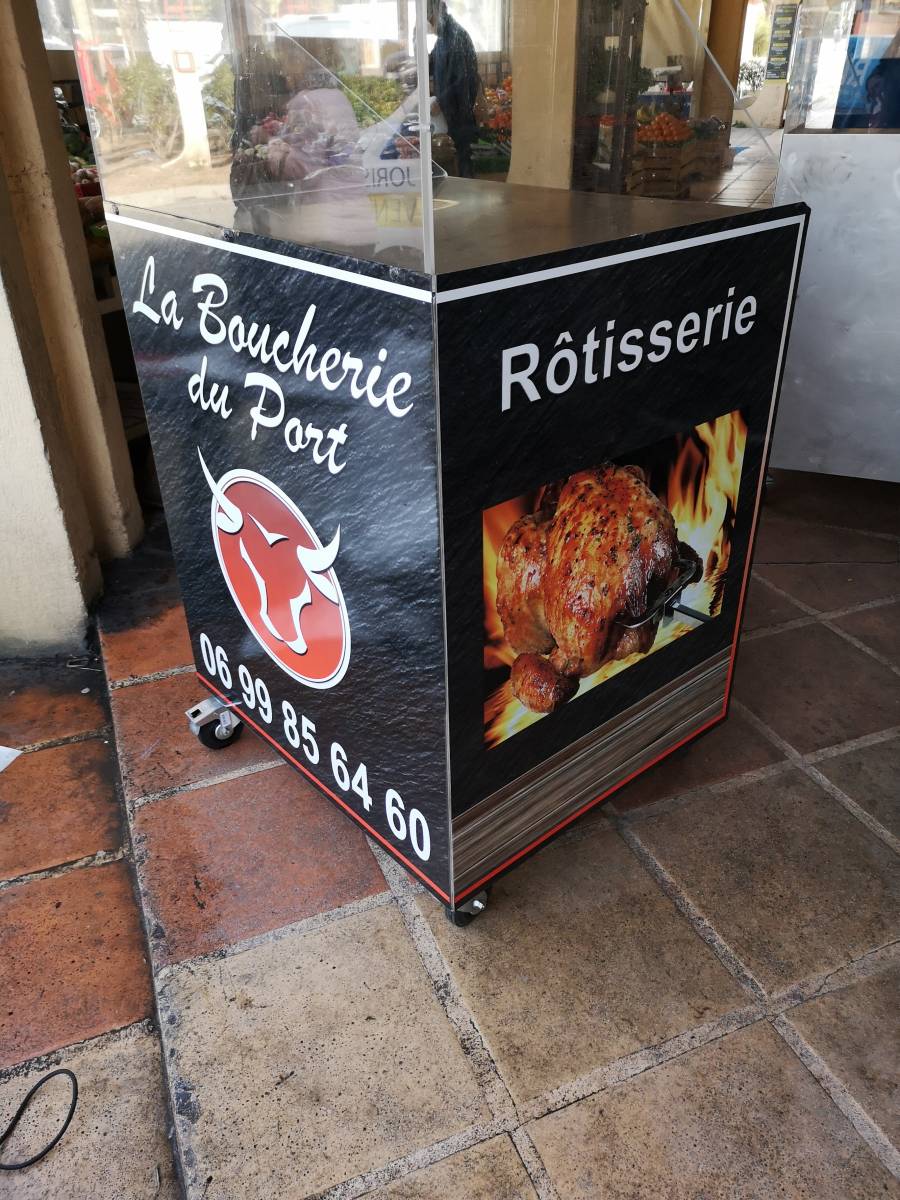 La Boucherie
du Port
06 99 85 64 60
Rôtisserie